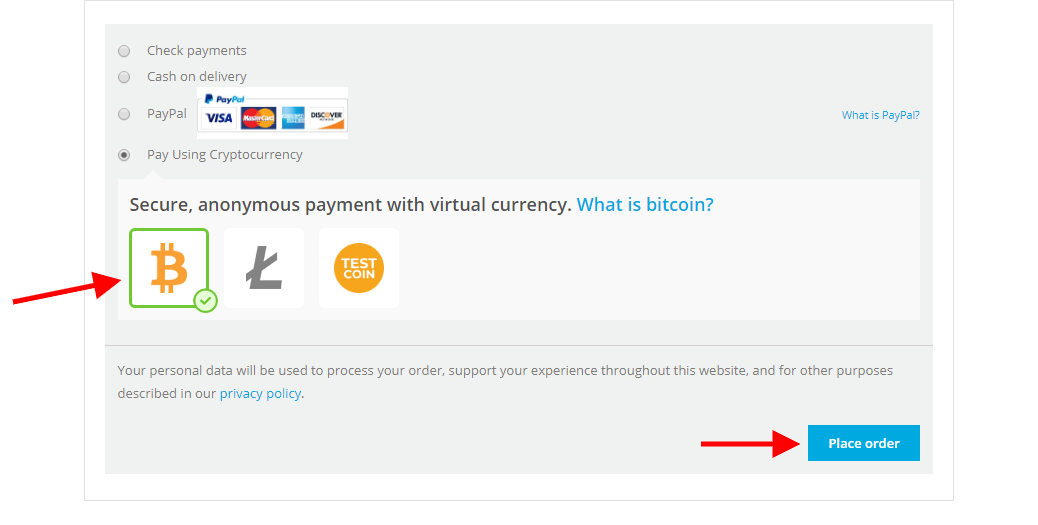 Check payments
Cash on delivery
PayPal
PayPal
VISA MasterCard AMERICAN EXPRESS DISCOVER
What is PayPal?
Pay Using Cryptocurrency
Secure, anonymous payment with virtual currency. What is bitcoin?
TEST
COIN
Your personal data will be used to process your order, support your experience throughout this website, and for other purposes
described in our privacy policy.
Place order